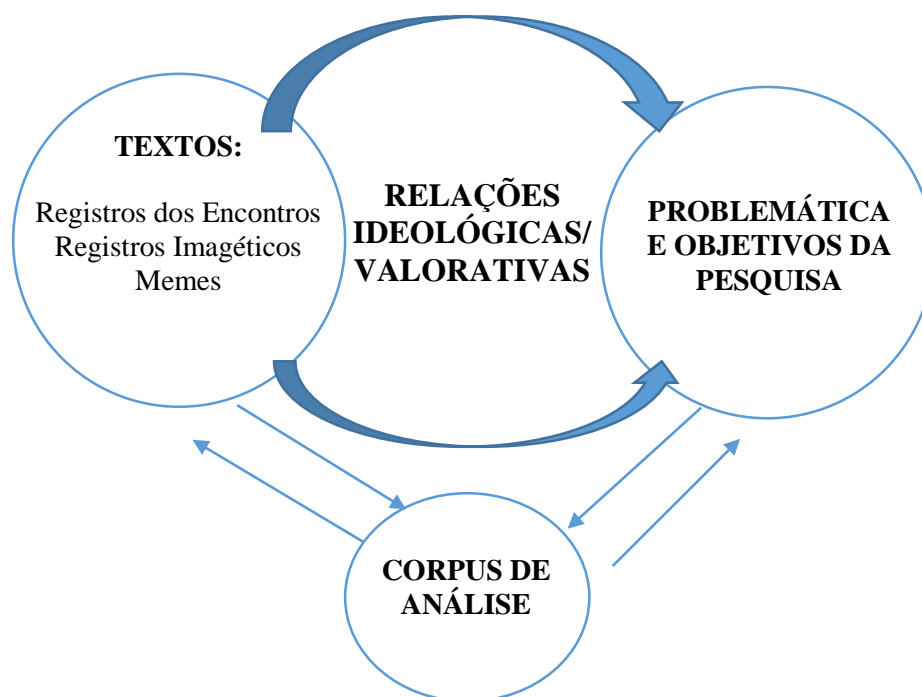 TEXTOS:
Registros dos Encontros
Registros Imagéticos
Memes
RELAÇÕES
IDEOLÓGICAS/
VALORATIVAS
PROBLEMÁTICA
E OBJETIVOS DA
PESQUISA
CORPUS DE
ANÁLISE